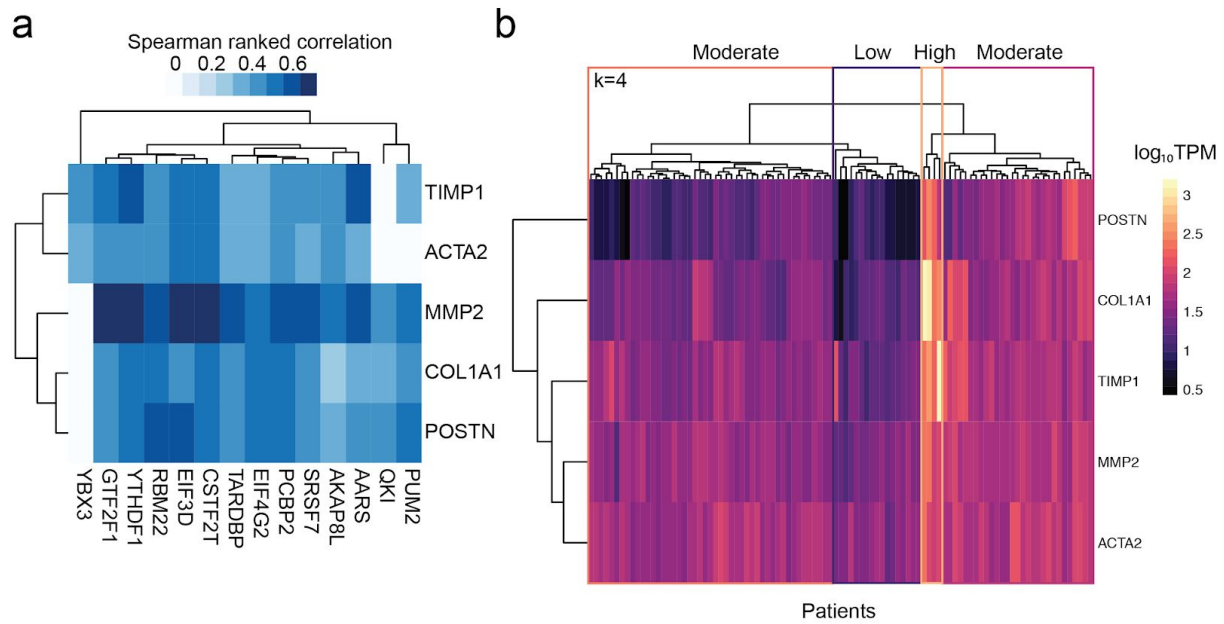 a
Spearman ranked correlation
0 0.2 0.4 0.6
TIMP1
ACTA2
MMP2
COL1A1
POSTN
YBX3
GTF2F1
YTHDF1
RBM22
EIF3D
CSTF2T
TARDBP
EIF4G2
PCBP2
SRSF7
AKAP8L
AARS
QKI
PUM2
b
Moderate Low High Moderate
k=4
log₁₀TPM
3
2.5
2
1.5
1
0.5
POSTN
COL1A1
TIMP1
MMP2
ACTA2
Patients